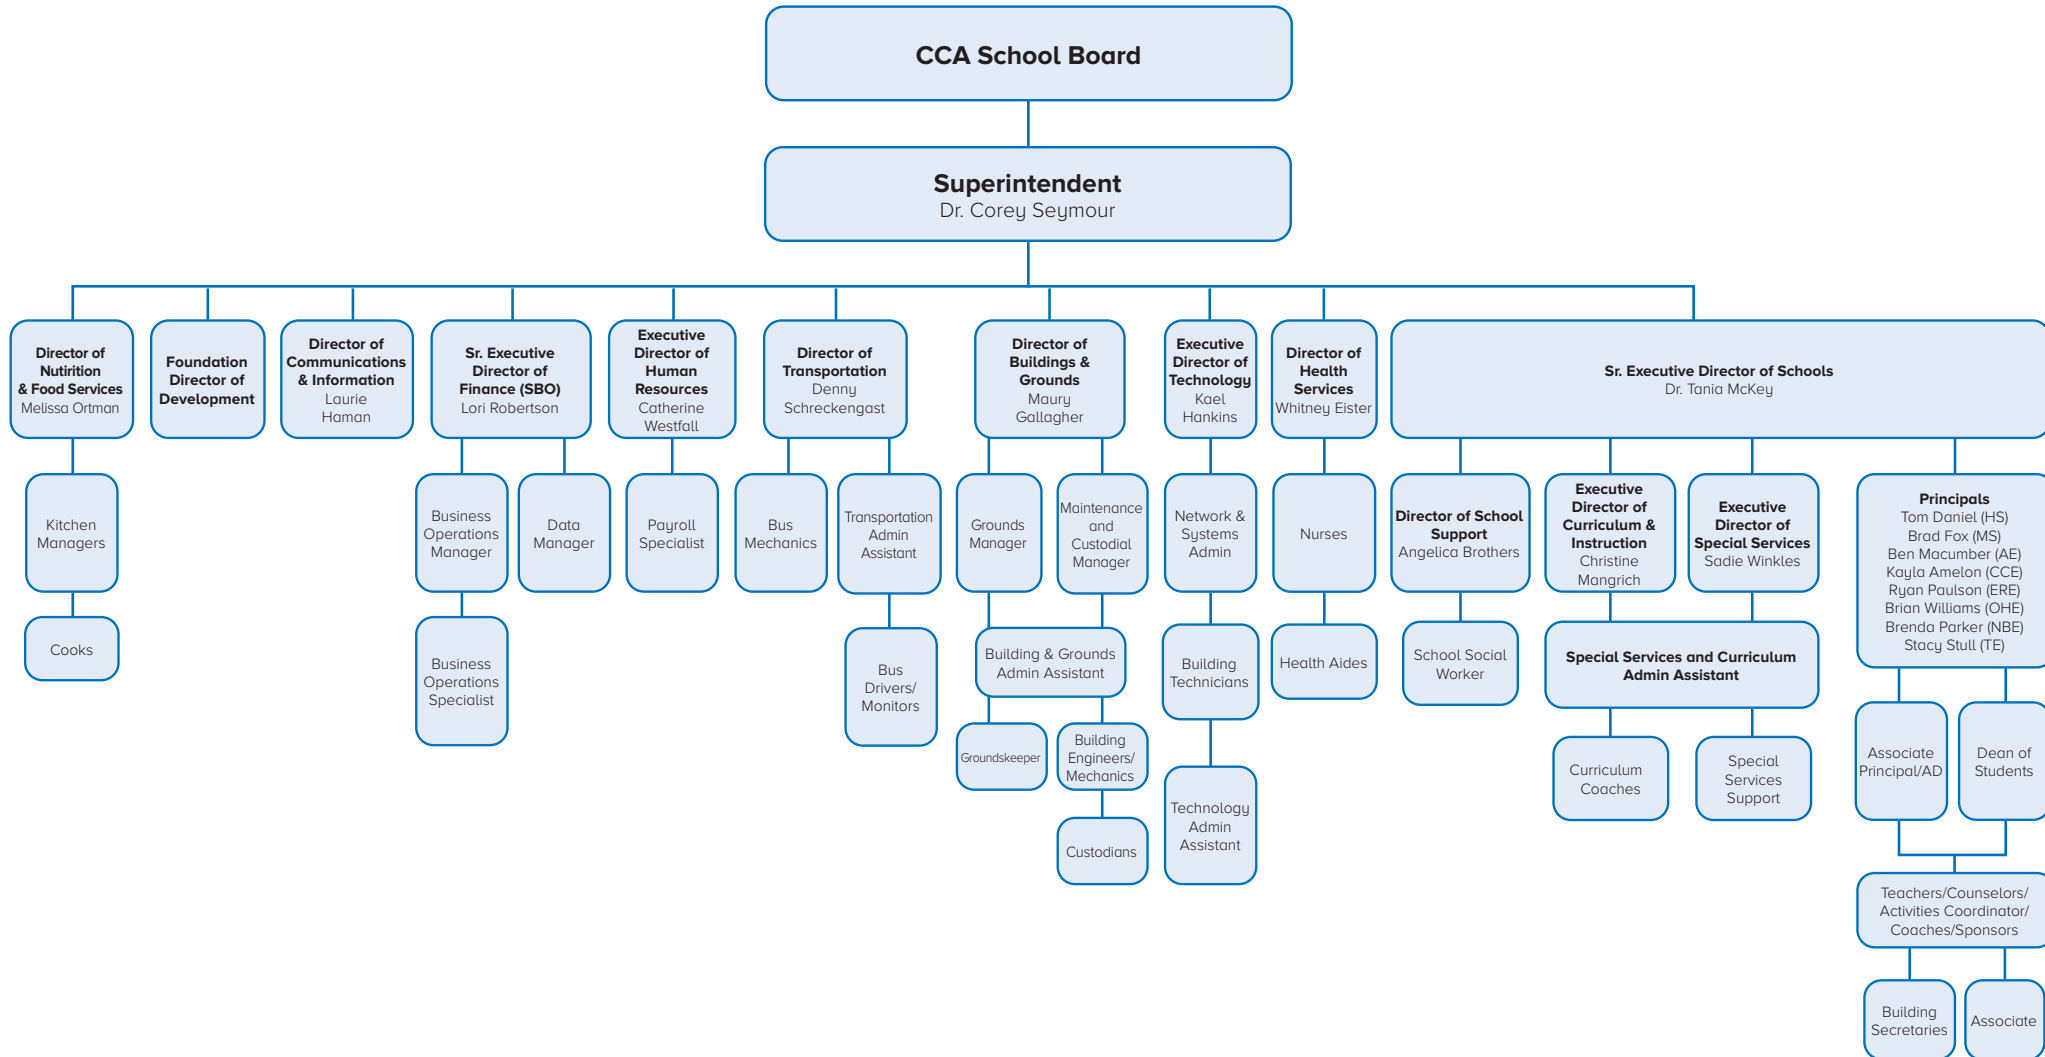 CCA School Board
Superintendent
Dr. Corey Seymour
Director of
Nutirition
& Food Services
Melissa Ortman
Foundation
Director of
Development
Director of
Communications
& Information
Laurie
Haman
Sr. Executive
Director of
Finance (SBO)
Lori Robertson
Executive
Director of
Human
Resources
Catherine
Westfall
Director of
Transportation
Denny
Schreckengast
Director of
Buildings &
Grounds
Maury
Gallagher
Executive
Director of
Technology
Kael
Hankins
Director of
Health
Services
Whitney Eister
Sr. Executive Director of Schools
Dr. Tania McKey
Kitchen
Managers
Business
Operations
Manager
Data
Manager
Payroll
Specialist
Bus
Mechanics
Transportation
Admin
Assistant
Grounds
Manager
Maintenance
and
Custodial
Manager
Network &
Systems
Admin
Nurses
Director of School
Support
Angelica Brothers
Executive
Director of
Curriculum &
Instruction
Christine
Mangrich
Executive
Director of
Special Services
Sadie Winkles
Principals
Tom Daniel (HS)
Brad Fox (MS)
Ben Macumber (AE)
Kayla Amelon (CCE)
Ryan Paulson (ERE)
Brian Williams (OHE)
Brenda Parker (NBE)
Stacy Stull (TE)
Cooks
Business
Operations
Specialist
Bus
Drivers/
Monitors
Building & Grounds
Admin Assistant
Building
Technicians
Health Aides
School Social
Worker
Special Services and Curriculum
Admin Assistant
Groundskeeper
Building
Engineers/
Mechanics
Technology
Admin
Assistant
Curriculum
Coaches
Special
Services
Support
Associate
Principal/AD
Dean of
Students
Custodians
Teachers/Counselors/
Activities Coordinator/
Coaches/Sponsors
Building
Secretaries
Associate